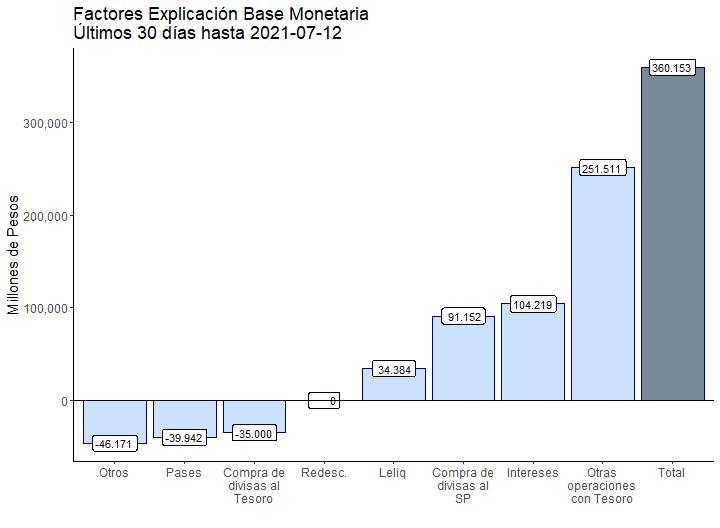 Factores Explicación Base Monetaria
Últimos 30 días hasta 2021-07-12
Millones de Pesos
300,000
200,000
100,000
0
-46.171
-39.942
-35.000
0
34.384
91.152
104.219
251.511
360.153
Otros
Pases
Compra de
divisas al
Tesoro
Redesc.
Leliq
Compra de
divisas al
SP
Intereses
Otras
operaciones
con Tesoro
Total